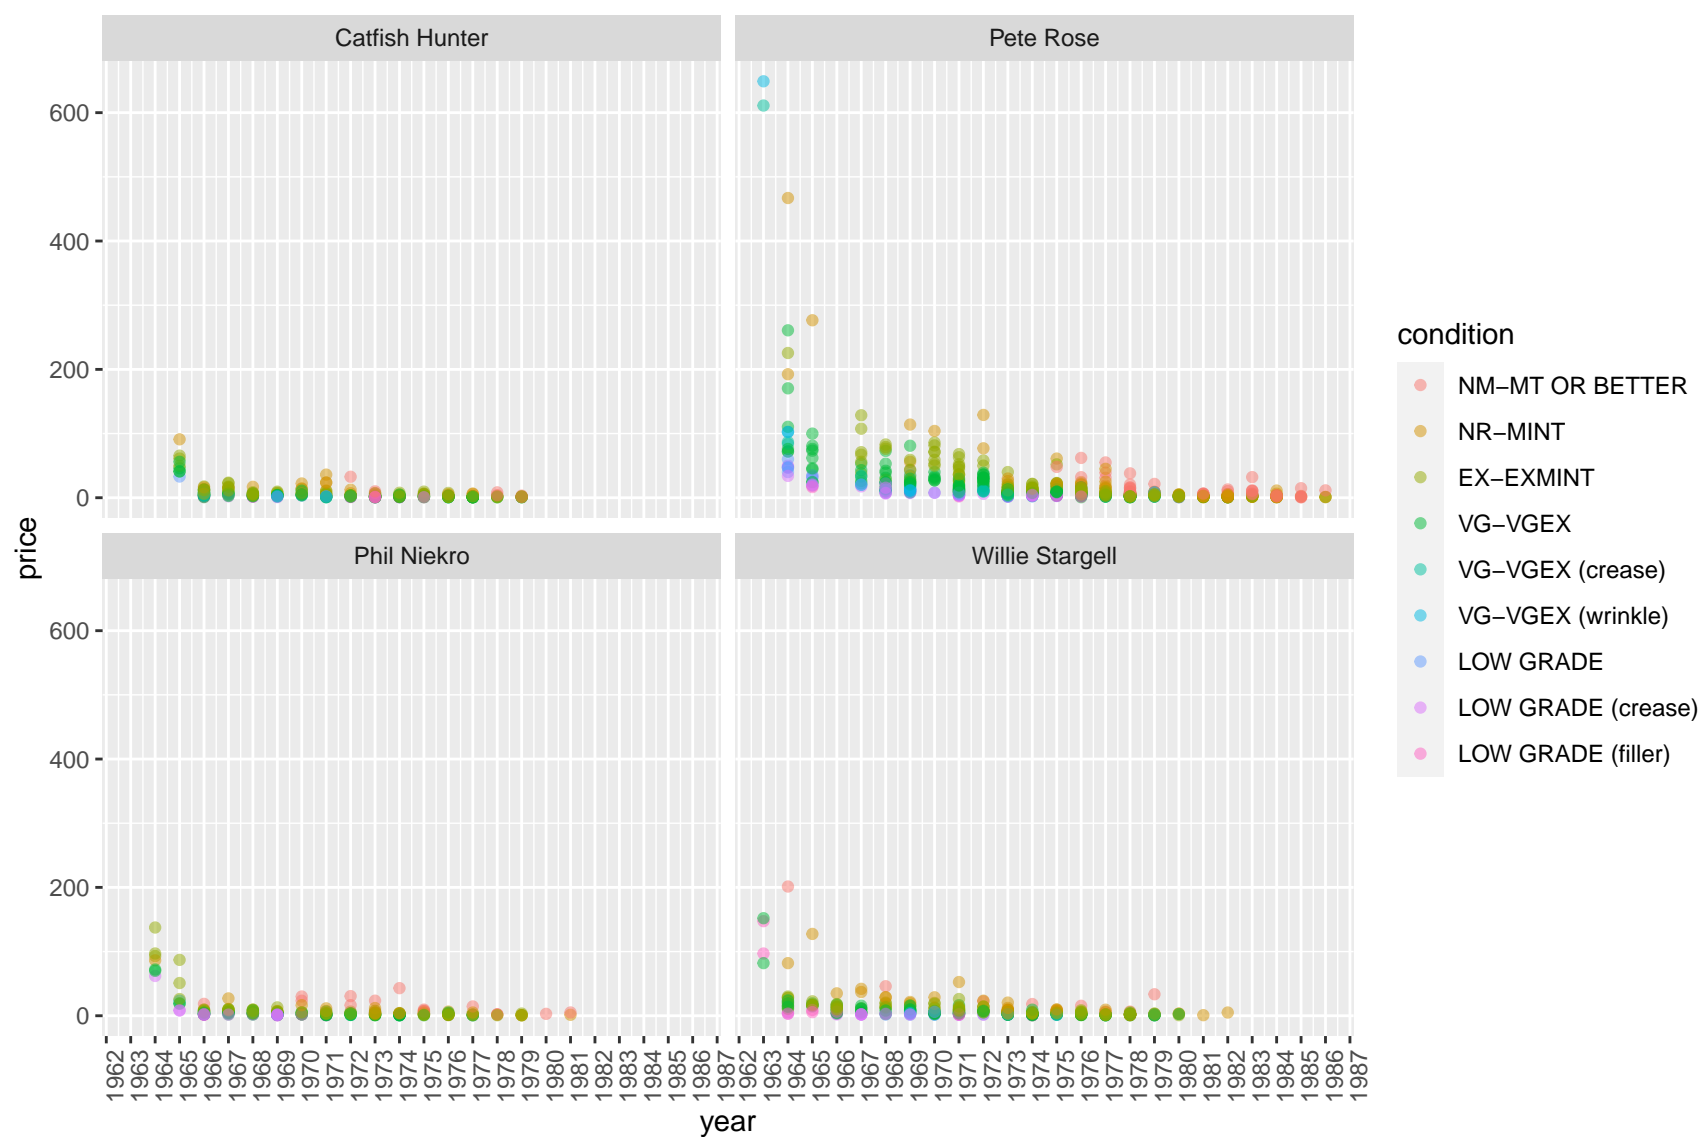 Catfish Hunter
Pete Rose
600
400
200
0
Phil Niekro
Willie Stargell
600
400
200
0
price
1962 1963 1964 1965 1966 1967 1968 1969 1970 1971 1972 1973 1974 1975 1976 1977 1978 1979 1980 1981 1982 1983 1984 1985 1986 1987
1962 1963 1964 1965 1966 1967 1968 1969 1970 1971 1972 1973 1974 1975 1976 1977 1978 1979 1980 1981 1982 1983 1984 1985 1986 1987
year
condition
NM−MT OR BETTER
NR−MINT
EX−EXMINT
VG−VGEX
VG−VGEX (crease)
VG−VGEX (wrinkle)
LOW GRADE
LOW GRADE (crease)
LOW GRADE (filler)